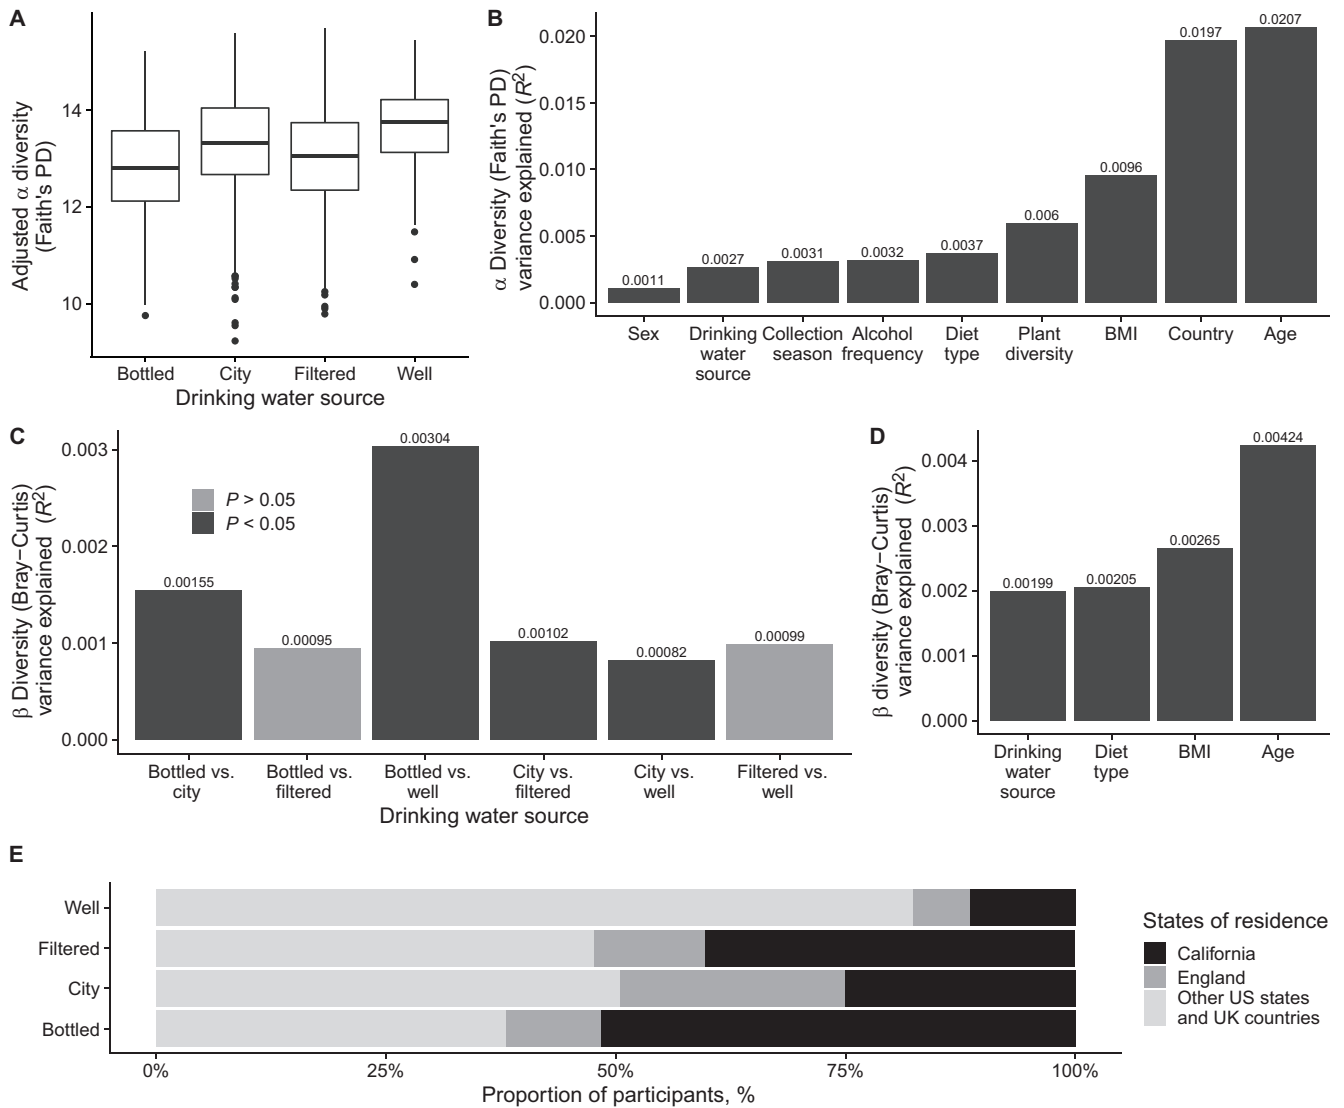 A
Adjusted α diversity
(Faith's PD)
14
12
10
Bottled
City
Filtered
Well
Drinking water source
B
α Diversity (Faith's PD)
variance explained (R²)
0.020
0.015
0.010
0.005
0.000
0.0011
0.0027
0.0031
0.0032
0.0037
0.006
0.0096
0.0197
0.0207
Sex
Drinking
water
source
Collection
season
Alcohol
frequency
Diet
type
Plant
diversity
BMI
Country
Age
C
β Diversity (Bray−Curtis)
variance explained (R²)
0.003
0.002
0.001
0.000
P > 0.05
P < 0.05
0.00155
0.00095
0.00304
0.00102
0.00082
0.00099
Bottled vs.
city
Bottled vs.
filtered
Bottled vs.
well
City vs.
filtered
City vs.
well
Filtered vs.
well
Drinking water source
D
β diversity (Bray−Curtis)
variance explained (R²)
0.004
0.003
0.002
0.001
0.000
0.00199
0.00205
0.00265
0.00424
Drinking
water
source
Diet
type
BMI
Age
E
Well
Filtered
City
Bottled
0%
25%
50%
75%
100%
Proportion of participants, %
States of residence
California
England
Other US states
and UK countries